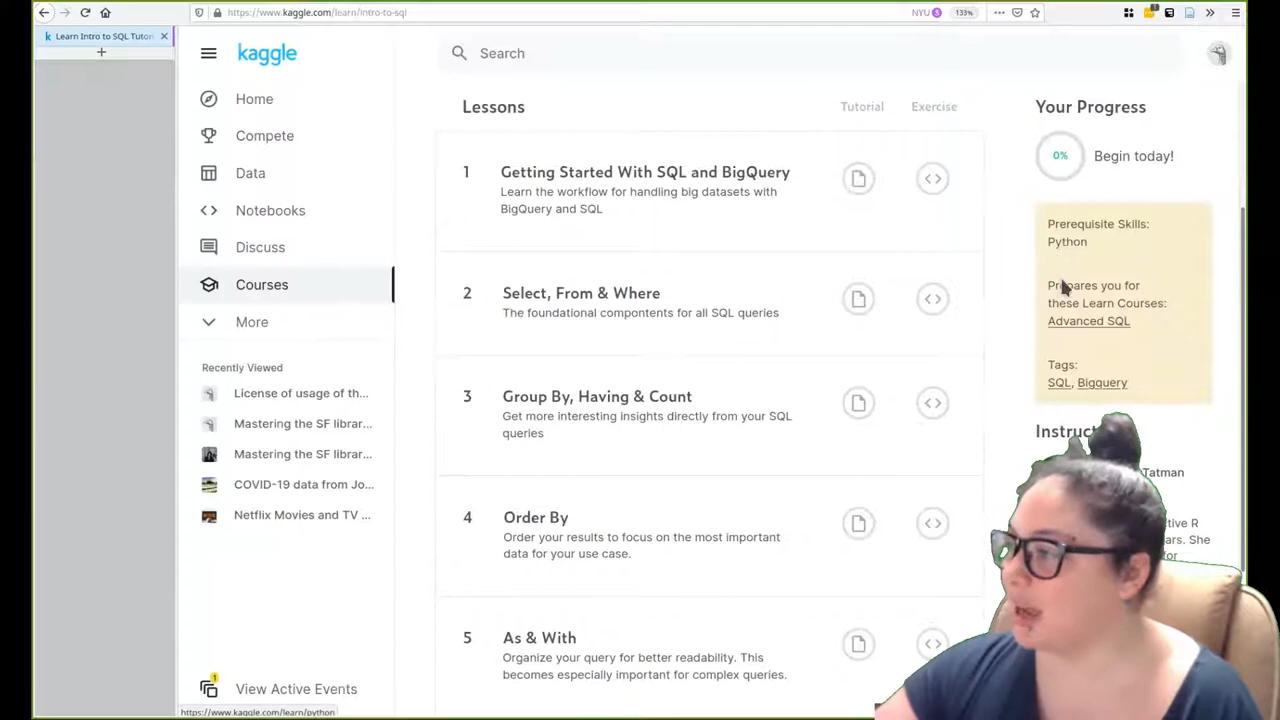 https://www.kaggle.com/learn/intro-to-sql
NYU
133%
Learn Intro to SQL Tutori
kaggle
Search
Home
Compete
Data
Notebooks
Discuss
Courses
More
Recently Viewed
License of usage of th...
Mastering the SF librar...
Mastering the SF librar...
COVID-19 data from Jo...
Netflix Movies and TV ...
1
View Active Events
https://www.kaggle.com/learn/python
Lessons
Tutorial
Exercise
1
Getting Started With SQL and BigQuery
Learn the workflow for handling big datasets with
BigQuery and SQL
2
Select, From & Where
The foundational compontents for all SQL queries
3
Group By, Having & Count
Get more interesting insights directly from your SQL
queries
4
Order By
Order your results to focus on the most important
data for your use case.
5
As & With
Organize your query for better readability. This
becomes especially important for complex queries.
Your Progress
0%
Begin today!
Prerequisite Skills:
Python
Prepares you for
these Learn Courses:
Advanced SQL
Tags:
SQL, Bigquery
Tatman
R
She
for